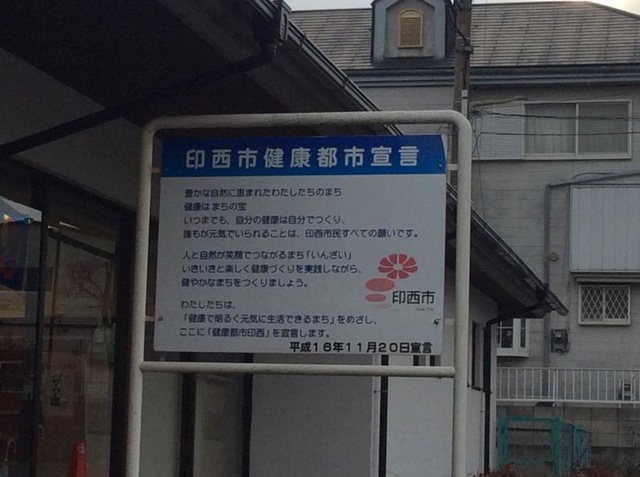 印西市健康都市宣言
豊かな自然に恵まれたわたしたちのまち
健康は まちの宝
いつまでも、自分の健康は自分でつくり、
誰もが元気でいられることは、印西市民すべての願いです。
人と自然が笑顔でつながるまち「いんざい」
いきいきと楽しく健康づくりを実践しながら、
健やかなまちをつくりましょう。
わたしたちは、
「健康で明るく元気に生活できるまち」をめざし、
ここに「健康都市印西」を宣言します。
印西市
平成16年11月20日宣言